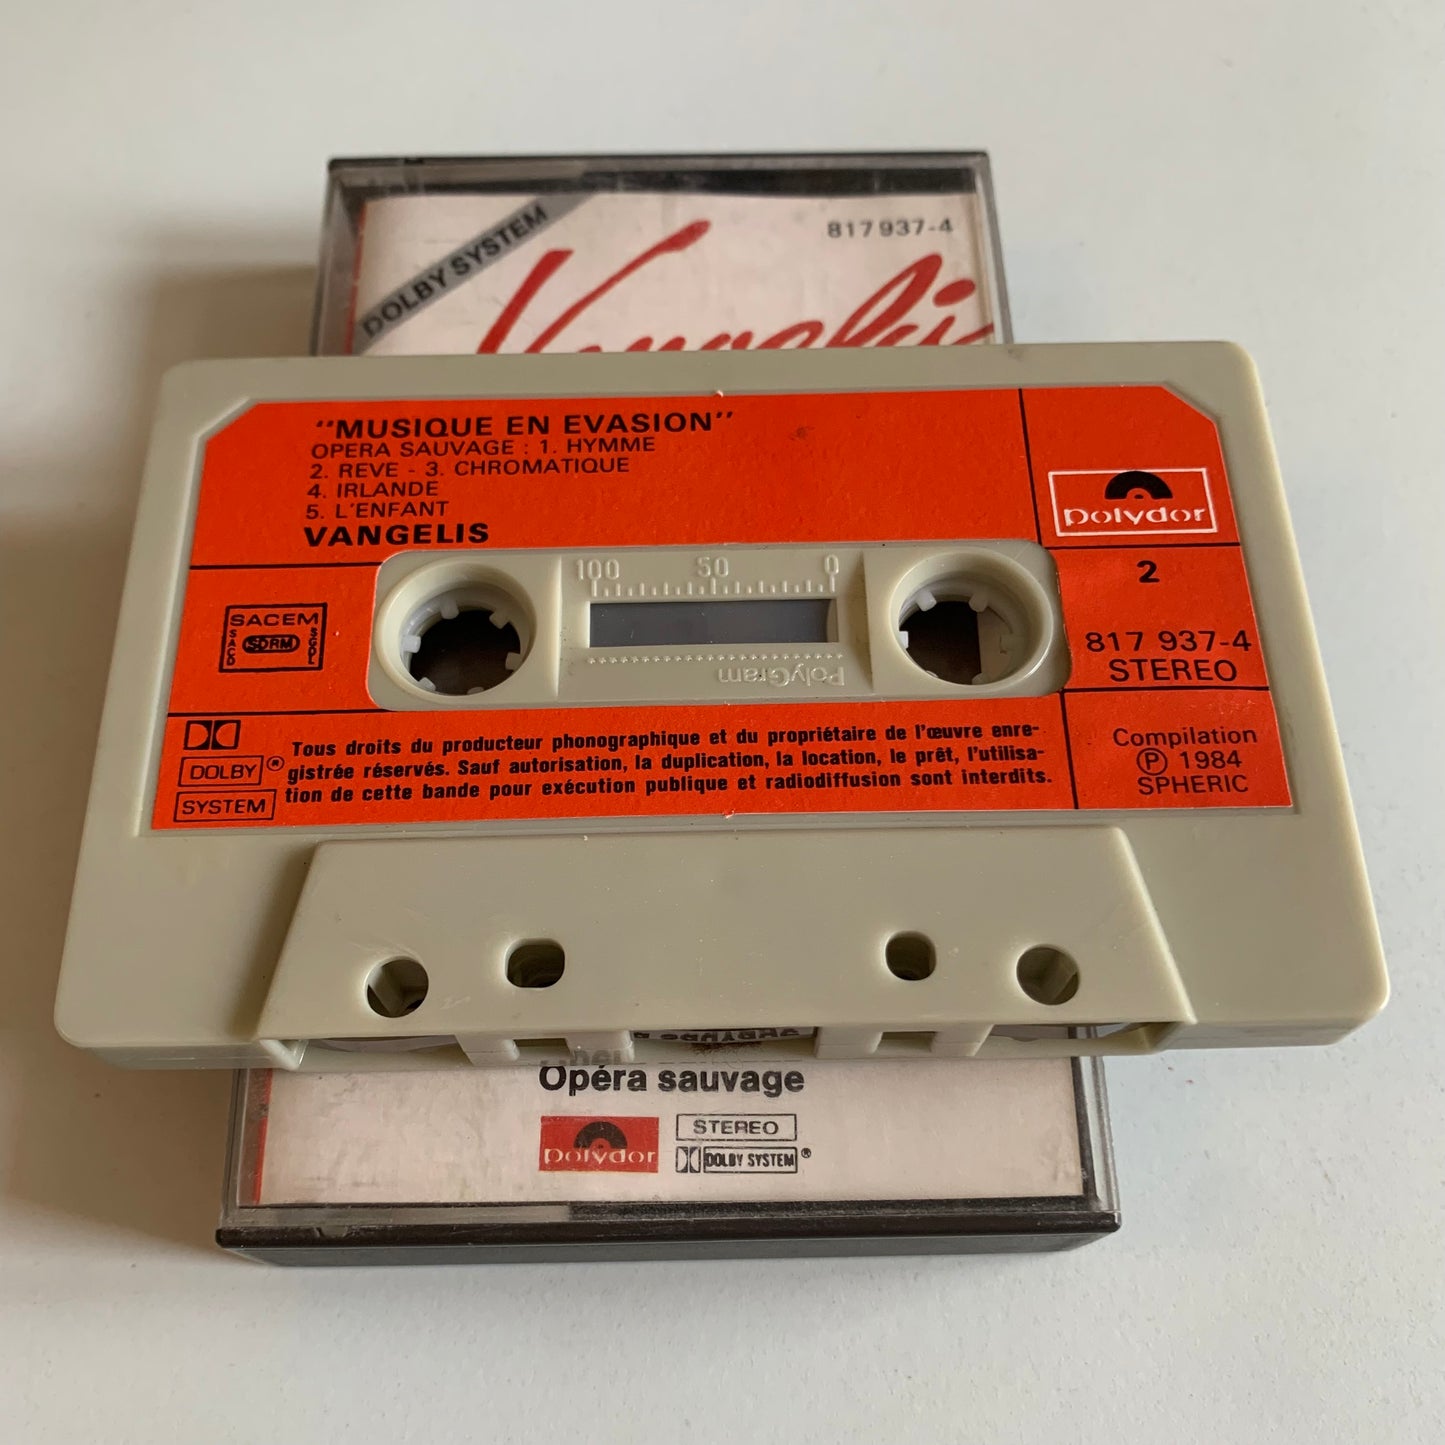 DOLBY SYSTEM
817 937-4
Vangelis
"MUSIQUE EN EVASION"
OPERA SAUVAGE : 1. HYMME
2. REVE - 3. CHROMATIQUE
4. IRLANDE
5. L'ENFANT
VANGELIS
polydor
2
817 937-4
STEREO
SACEM
SACD
SDRM
SGDL
100 50 0
PolyGram
DOLBY®
SYSTEM
Tous droits du producteur phonographique et du propriétaire de l'œuvre enre-
gistrée réservés. Sauf autorisation, la duplication, la location, le prêt, l'utilisa-
tion de cette bande pour exécution publique et radiodiffusion sont interdits.
Compilation
Ⓟ 1984
SPHERIC
Opéra sauvage
polydor
STEREO
DOLBY SYSTEM®